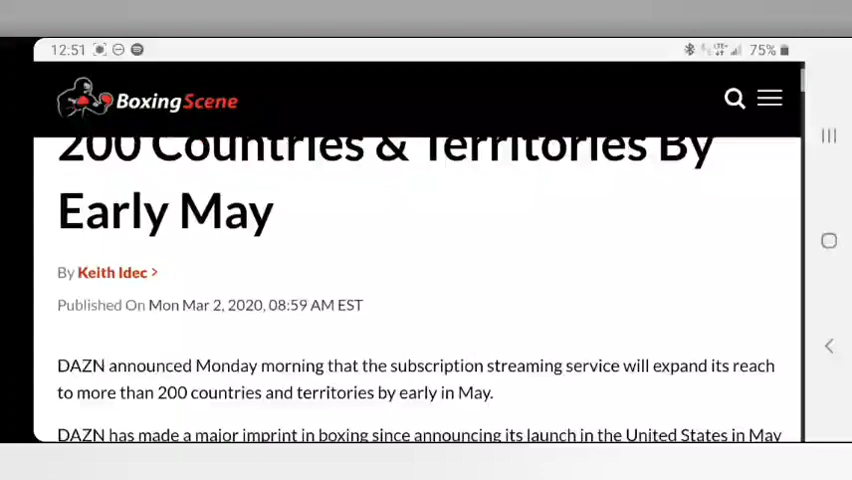 12:51 75%
BoxingScene
200 Countries & Territories By
Early May
By Keith Idec >
Published On Mon Mar 2, 2020, 08:59 AM EST
DAZN announced Monday morning that the subscription streaming service will expand its reach
to more than 200 countries and territories by early in May.
DAZN has made a major imprint in boxing since announcing its launch in the United States in May